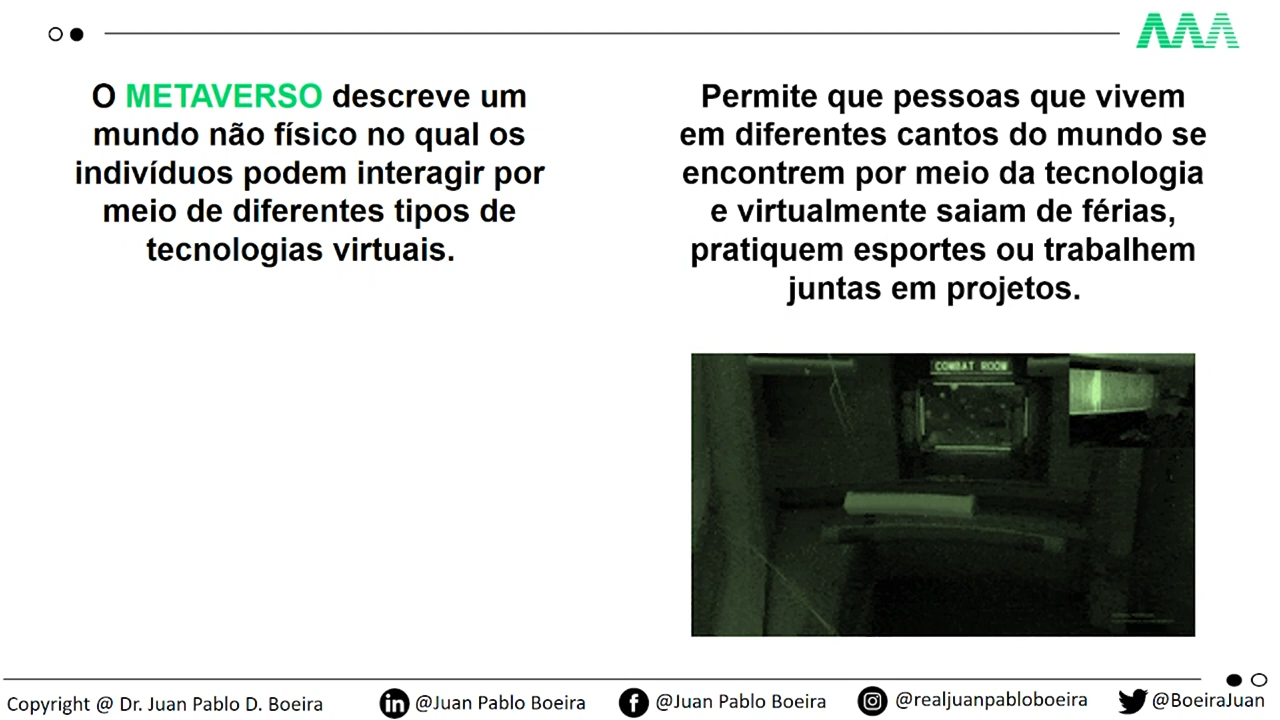 O METAVERSO descreve um
mundo não físico no qual os
indivíduos podem interagir por
meio de diferentes tipos de
tecnologias virtuais.
Permite que pessoas que vivem
em diferentes cantos do mundo se
encontrem por meio da tecnologia
e virtualmente saiam de férias,
pratiquem esportes ou trabalhem
juntas em projetos.
COMBAT ROOM
Copyright @ Dr. Juan Pablo D. Boeira
@Juan Pablo Boeira
@Juan Pablo Boeira
@realjuanpabloboeira
@BoeiraJuan